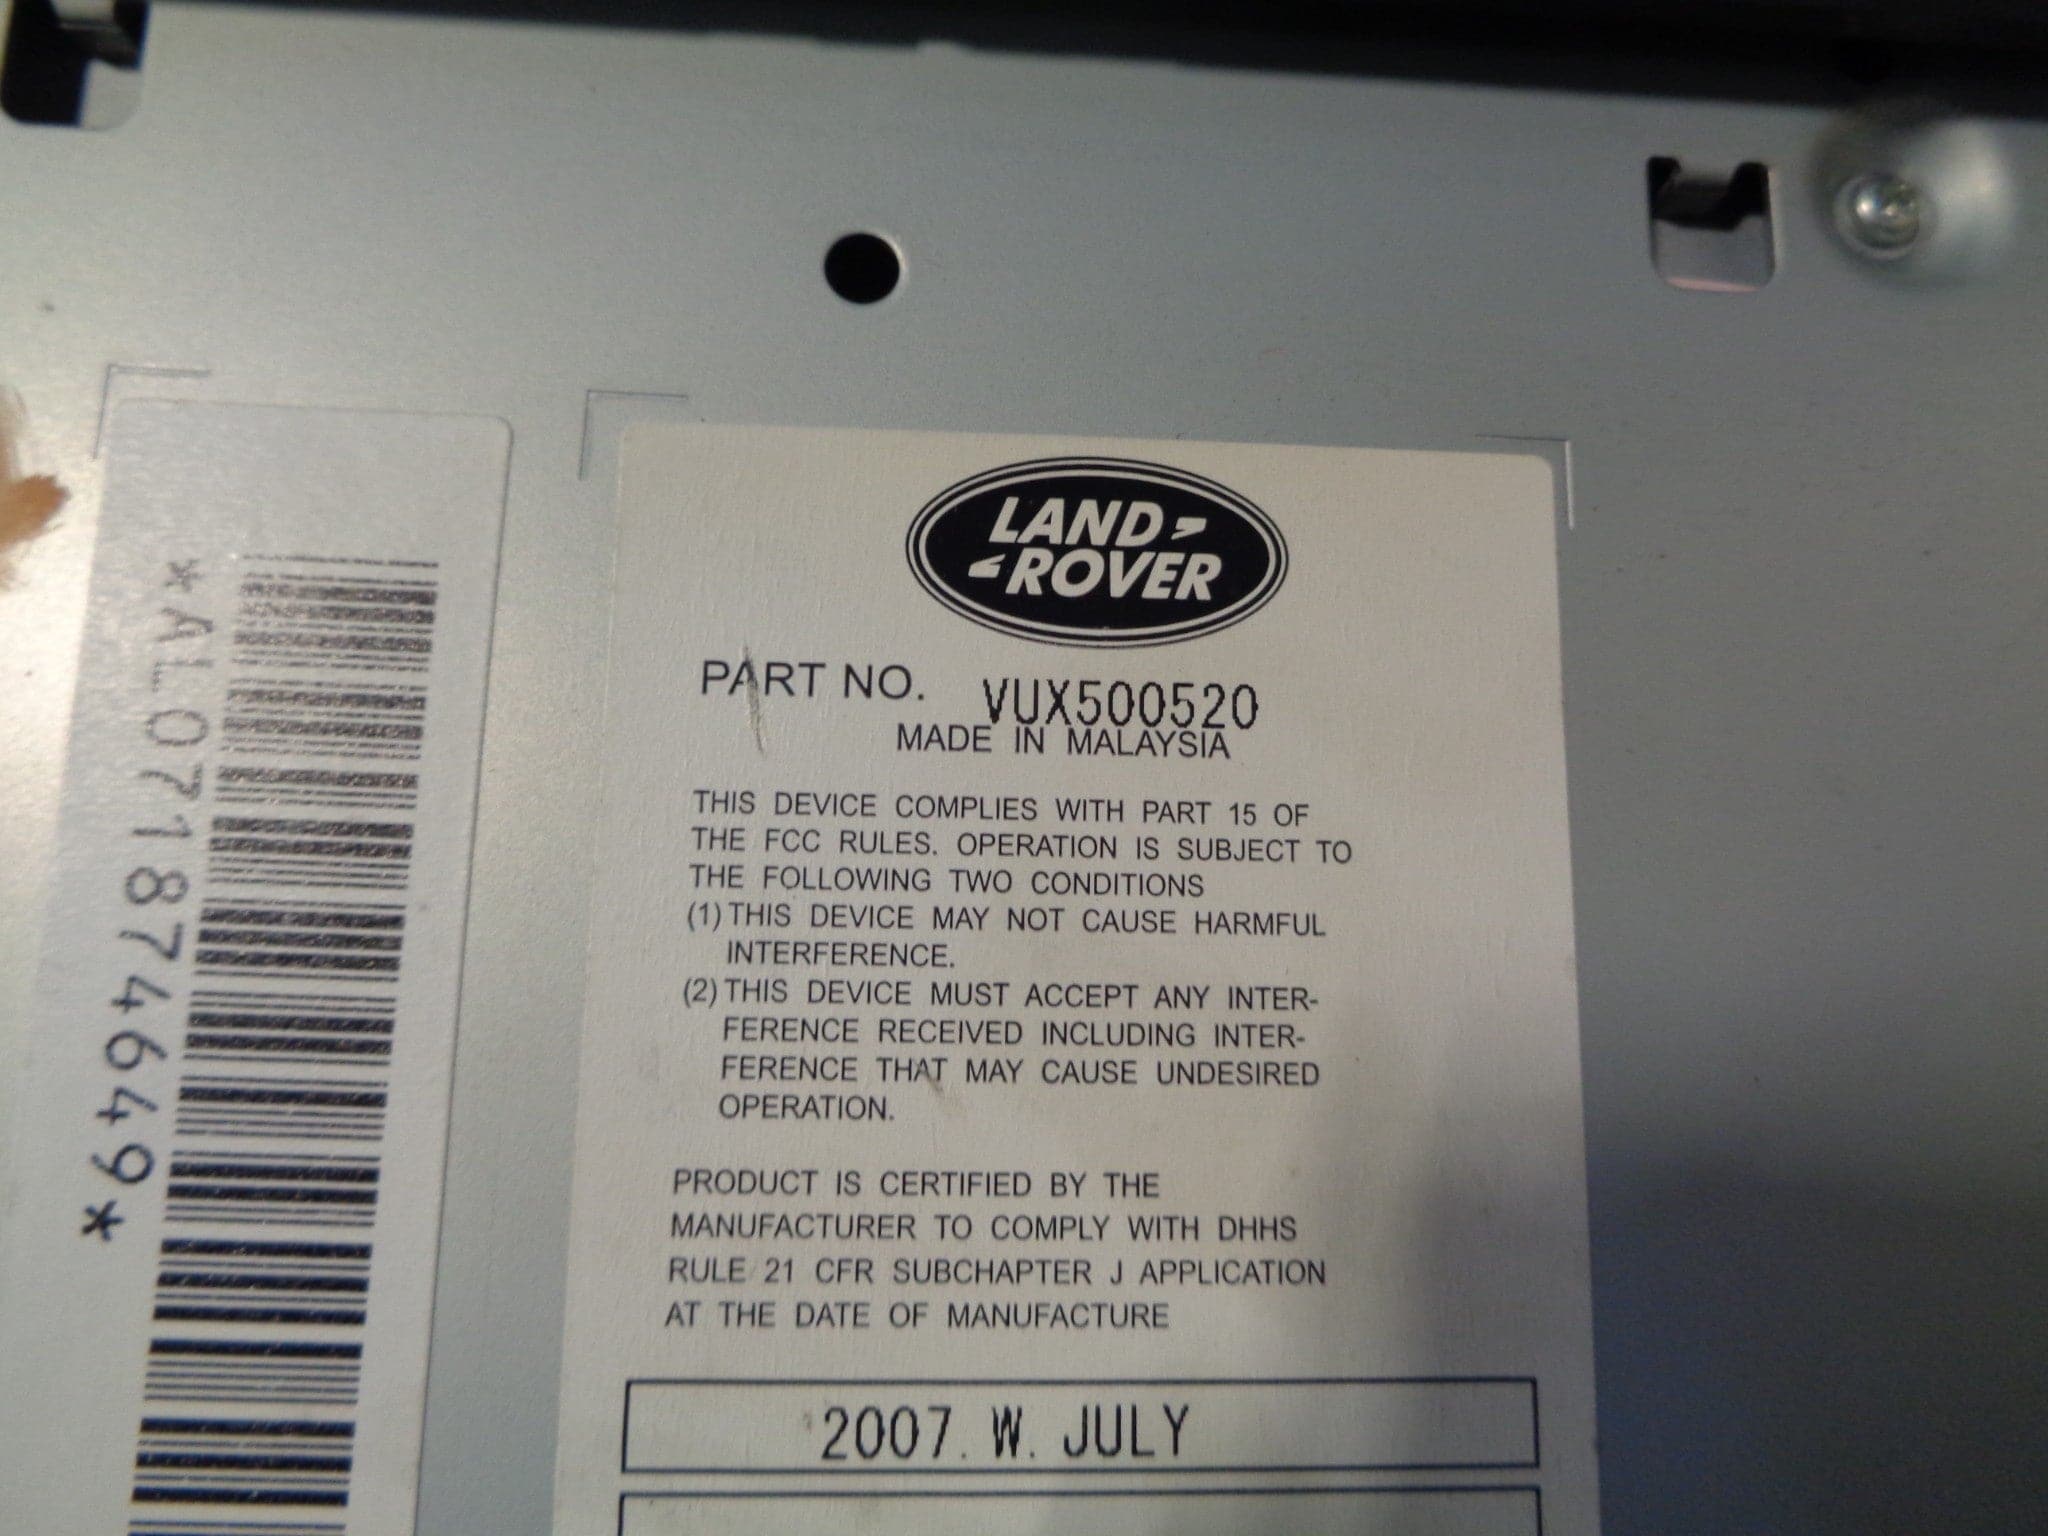 *AL07187464649*
LAND
ROVER
PART NO. VUX500520
MADE IN MALAYSIA
THIS DEVICE COMPLIES WITH PART 15 OF
THE FCC RULES. OPERATION IS SUBJECT TO
THE FOLLOWING TWO CONDITIONS
(1) THIS DEVICE MAY NOT CAUSE HARMFUL
INTERFERENCE.
(2) THIS DEVICE MUST ACCEPT ANY INTER-
FERENCE RECEIVED INCLUDING INTER-
FERENCE THAT MAY CAUSE UNDESIRED
OPERATION.
PRODUCT IS CERTIFIED BY THE
MANUFACTURER TO COMPLY WITH DHHS
RULE 21 CFR SUBCHAPTER J APPLICATION
AT THE DATE OF MANUFACTURE
2007. W. JULY